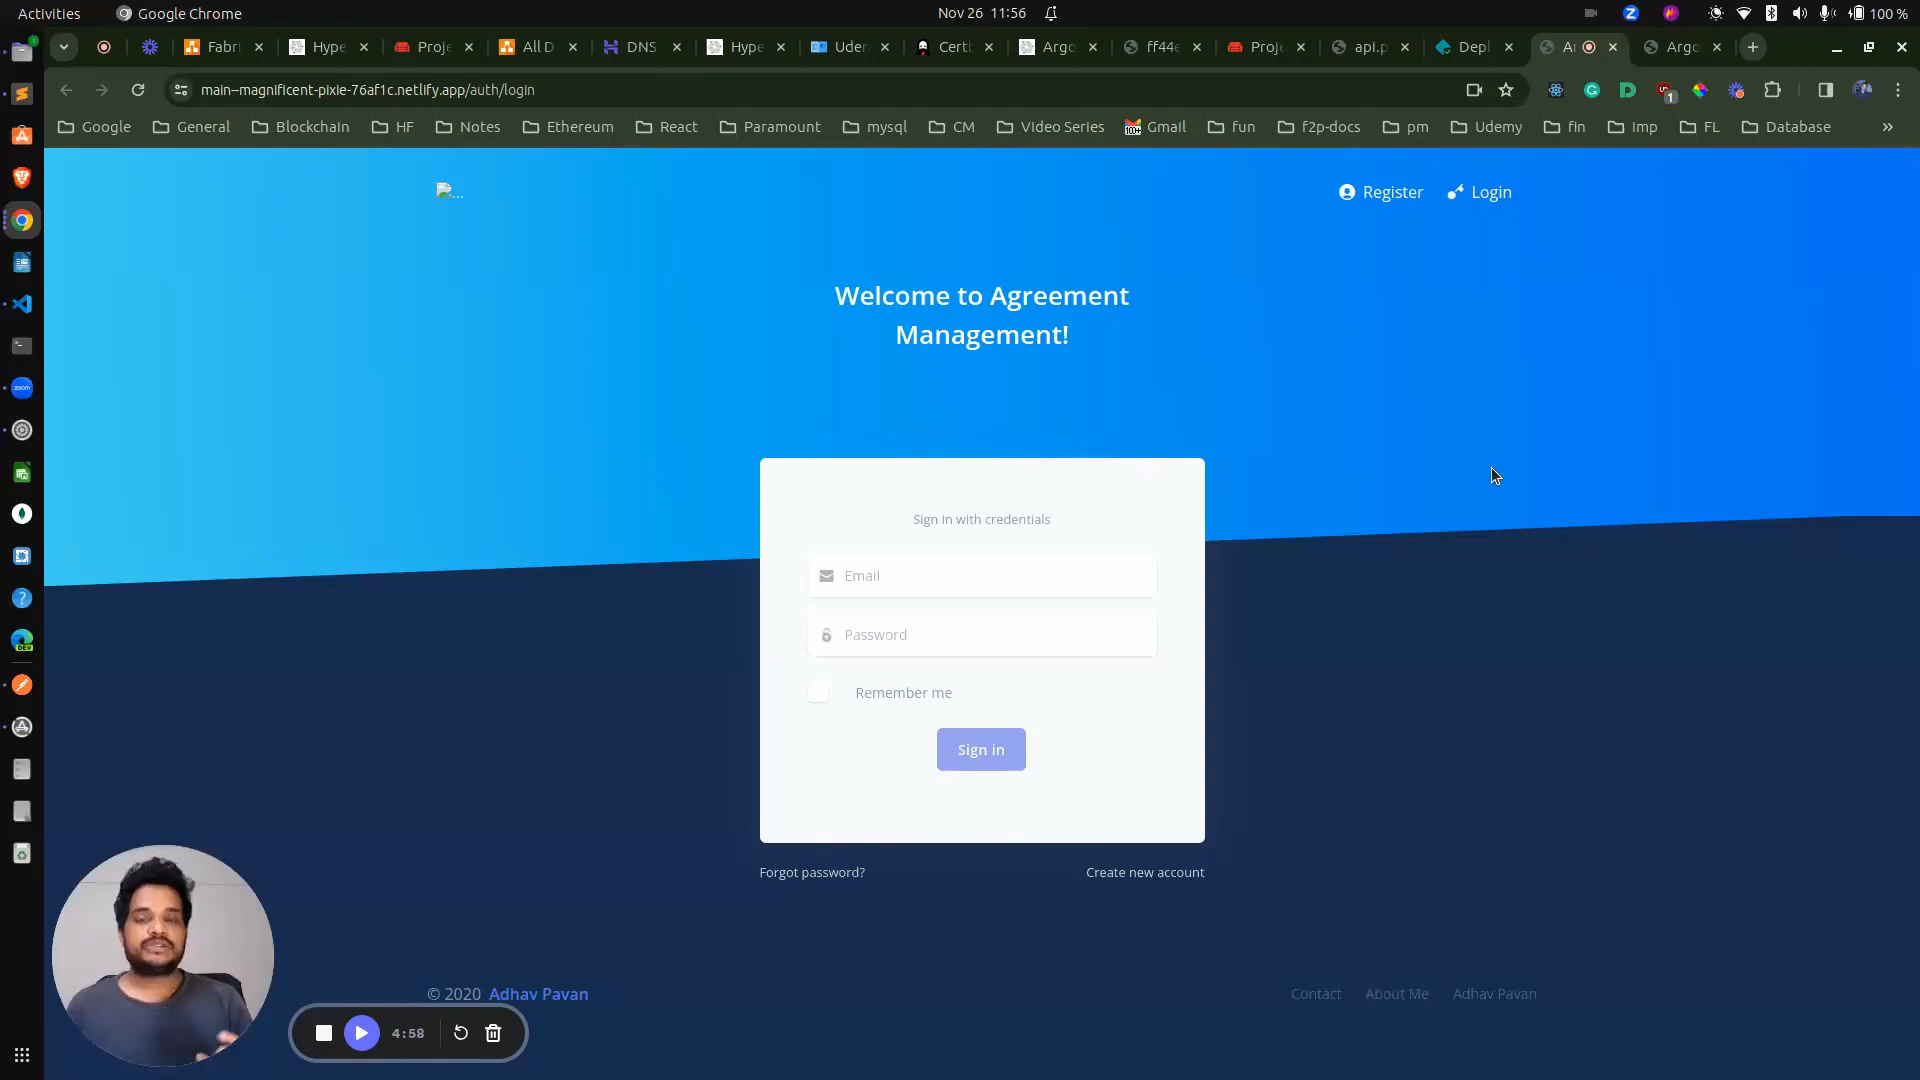 Activities
Google Chrome
Nov 26 11:56
100 %
Fabri
Hype
Proje
All D
DNS
Hype
Uden
Certi
Argo
ff44e
Proje
api.p
Depl
Ar
Argo
main--magnificent-pixie-76af1c.netlify.app/auth/login
1
Google
General
Blockchain
HF
Notes
Ethereum
React
Paramount
mysql
CM
Video Series
100+
Gmail
fun
f2p-docs
pm
Udemy
fin
Imp
FL
Database
...
Register
Login
Welcome to Agreement
Management!
Sign in with credentials
Email
Password
Remember me
Sign in
Forgot password?
Create new account
© 2020 Adhav Pavan
Contact
About Me
Adhav Pavan
4:58
zoom
DEV